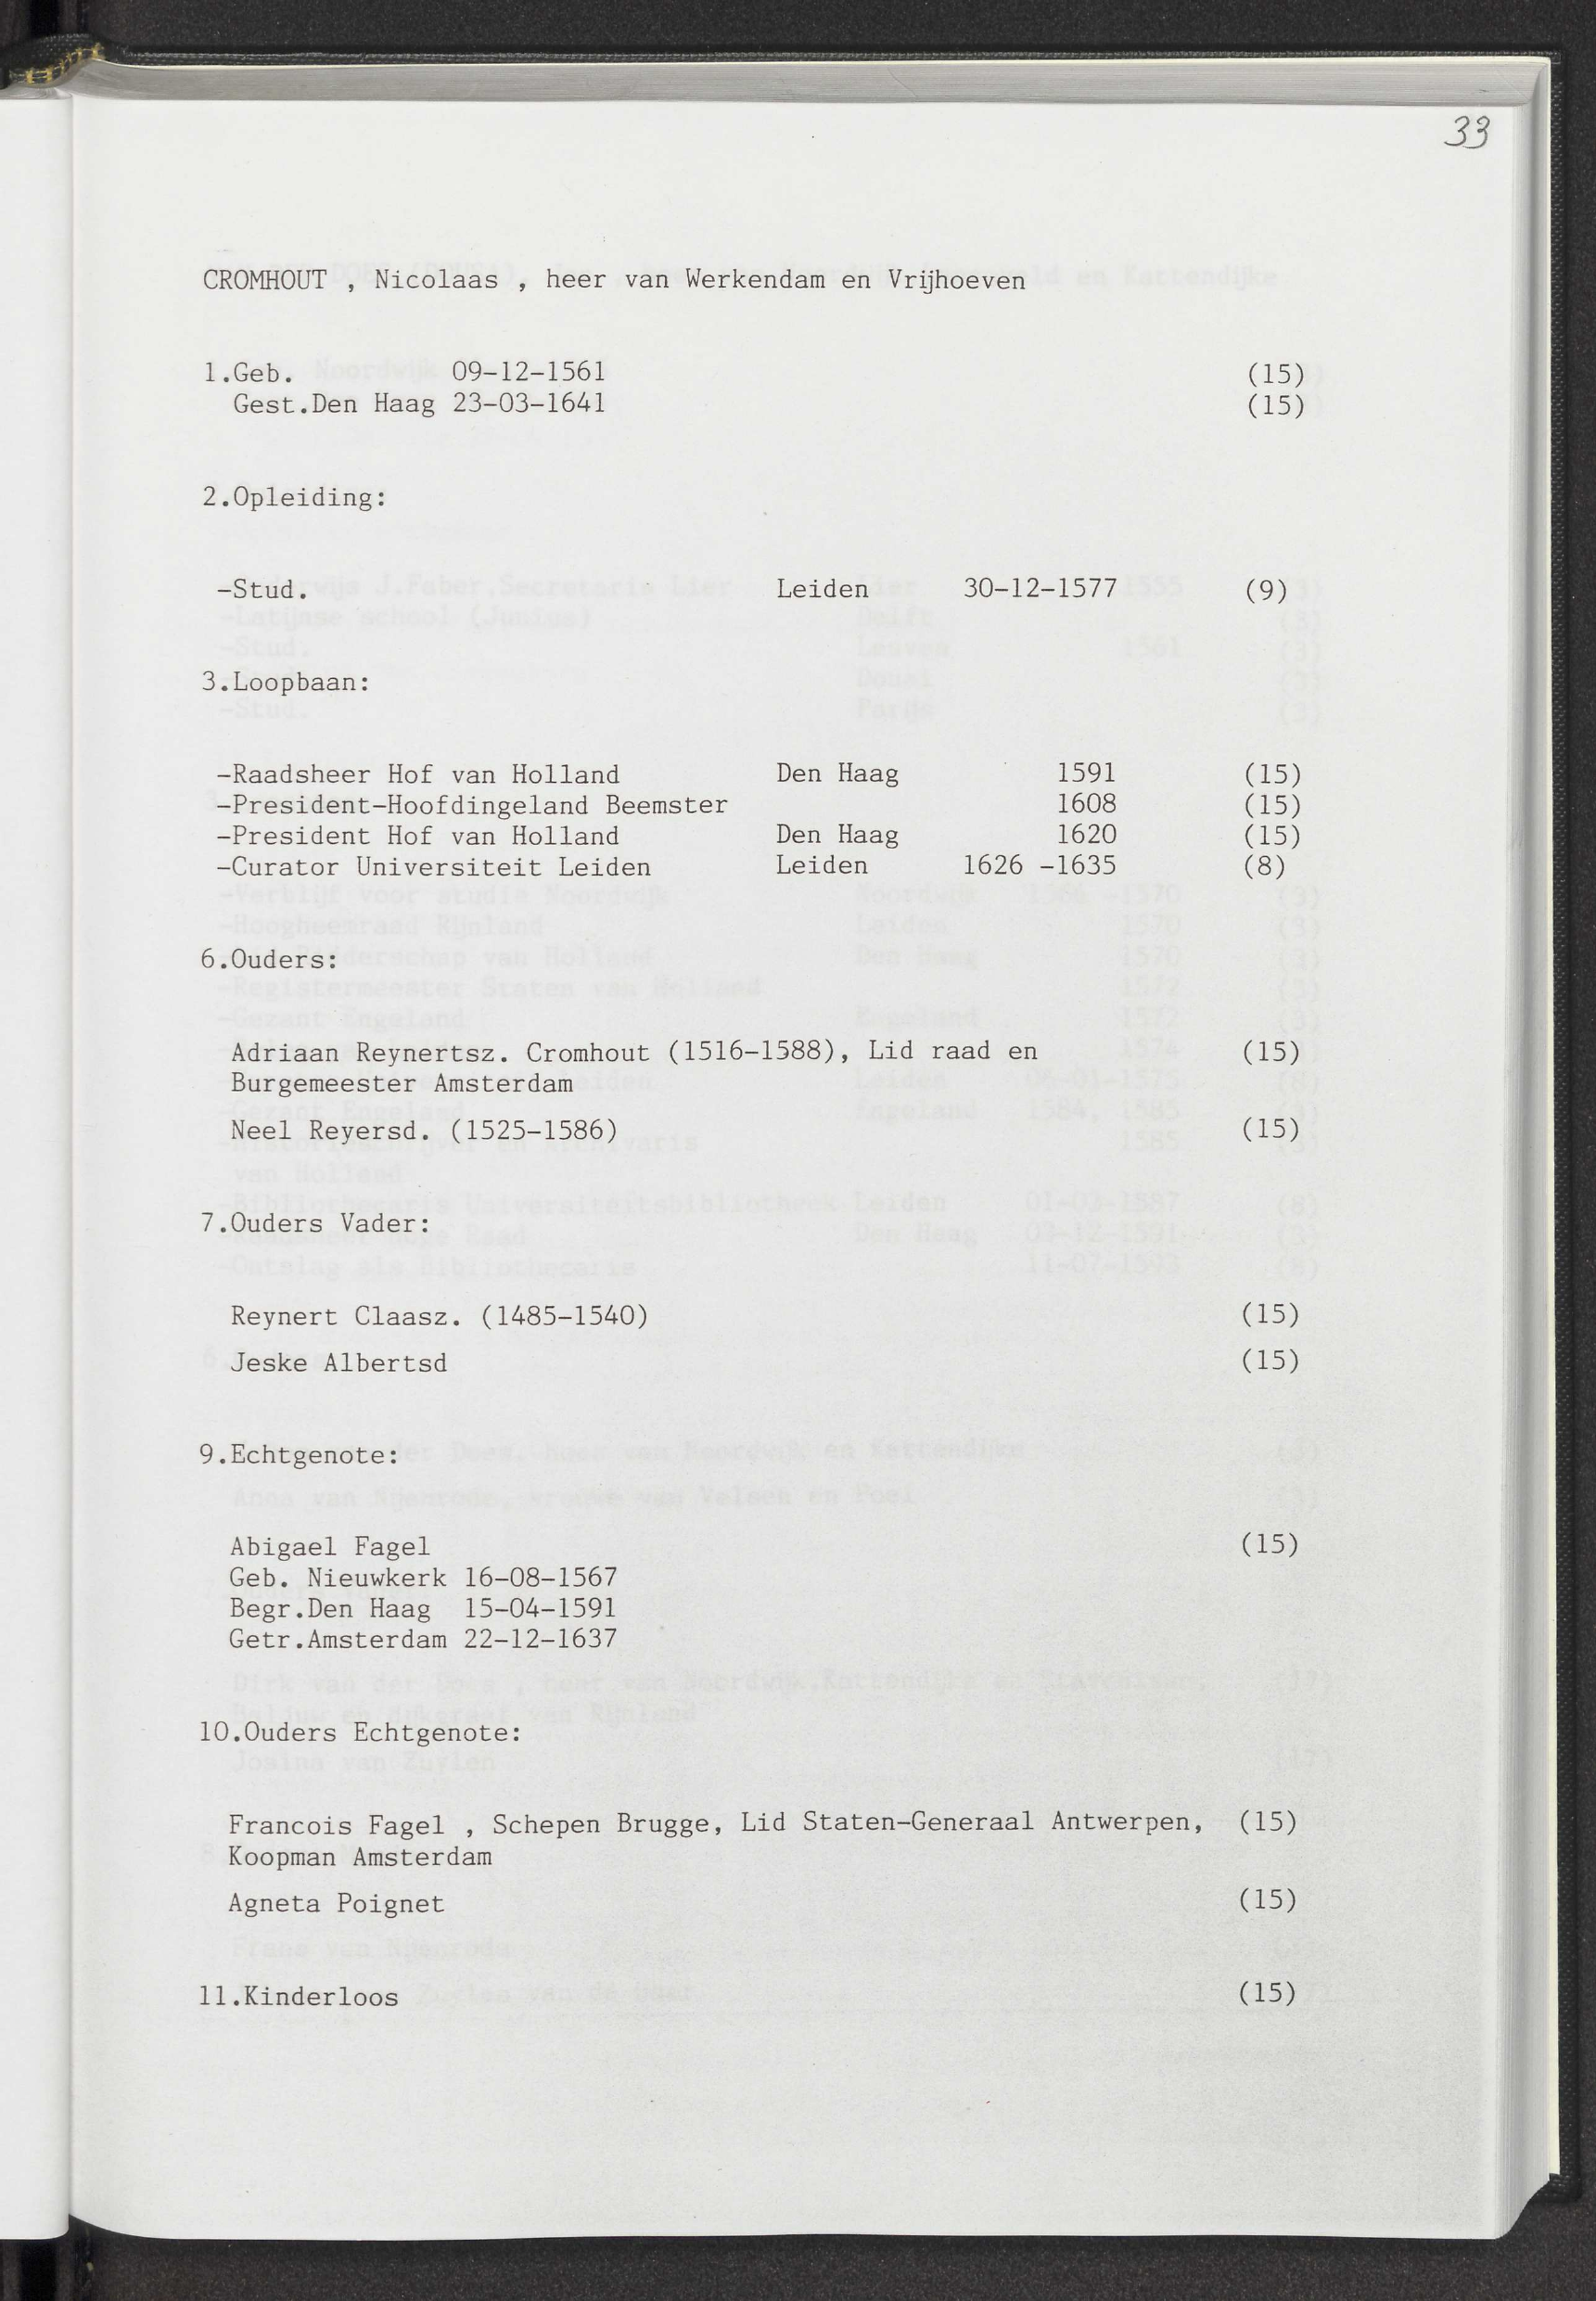 33
CROMHOUT , Nicolaas , heer van Werkendam en Vrijhoeven
1.Geb. 09-12-1561 (15)
Gest.Den Haag 23-03-1641 (15)
2.Opleiding:
-Stud. Leiden 30-12-1577 (9)
3.Loopbaan:
-Raadsheer Hof van Holland Den Haag 1591 (15)
-President-Hoofdingeland Beemster 1608 (15)
-President Hof van Holland Den Haag 1620 (15)
-Curator Universiteit Leiden Leiden 1626 -1635 (8)
6.Ouders:
Adriaan Reynertsz. Cromhout (1516-1588), Lid raad en (15)
Burgemeester Amsterdam
Neel Reyersd. (1525-1586) (15)
7.Ouders Vader:
Reynert Claasz. (1485-1540) (15)
Jeske Albertsd (15)
9.Echtgenote:
Abigael Fagel (15)
Geb. Nieuwkerk 16-08-1567
Begr.Den Haag 15-04-1591
Getr.Amsterdam 22-12-1637
10.Ouders Echtgenote:
Francois Fagel , Schepen Brugge, Lid Staten-Generaal Antwerpen, (15)
Koopman Amsterdam
Agneta Poignet (15)
11.Kinderloos (15)